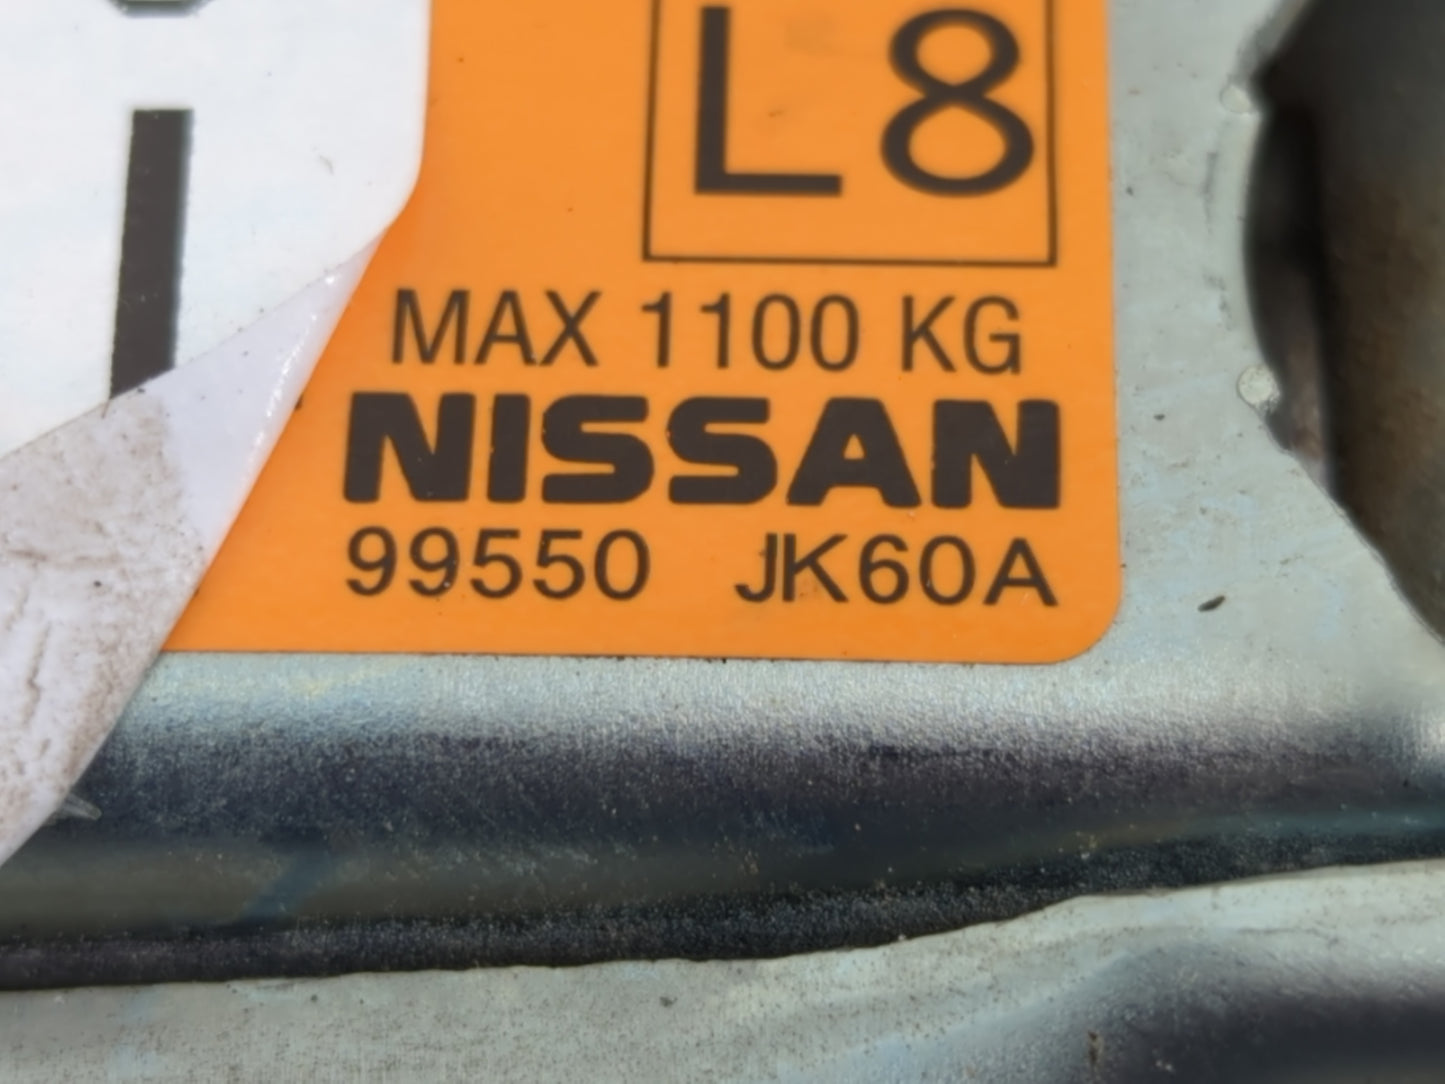 L8
MAX 1100 KG
NISSAN
99550 JK60A